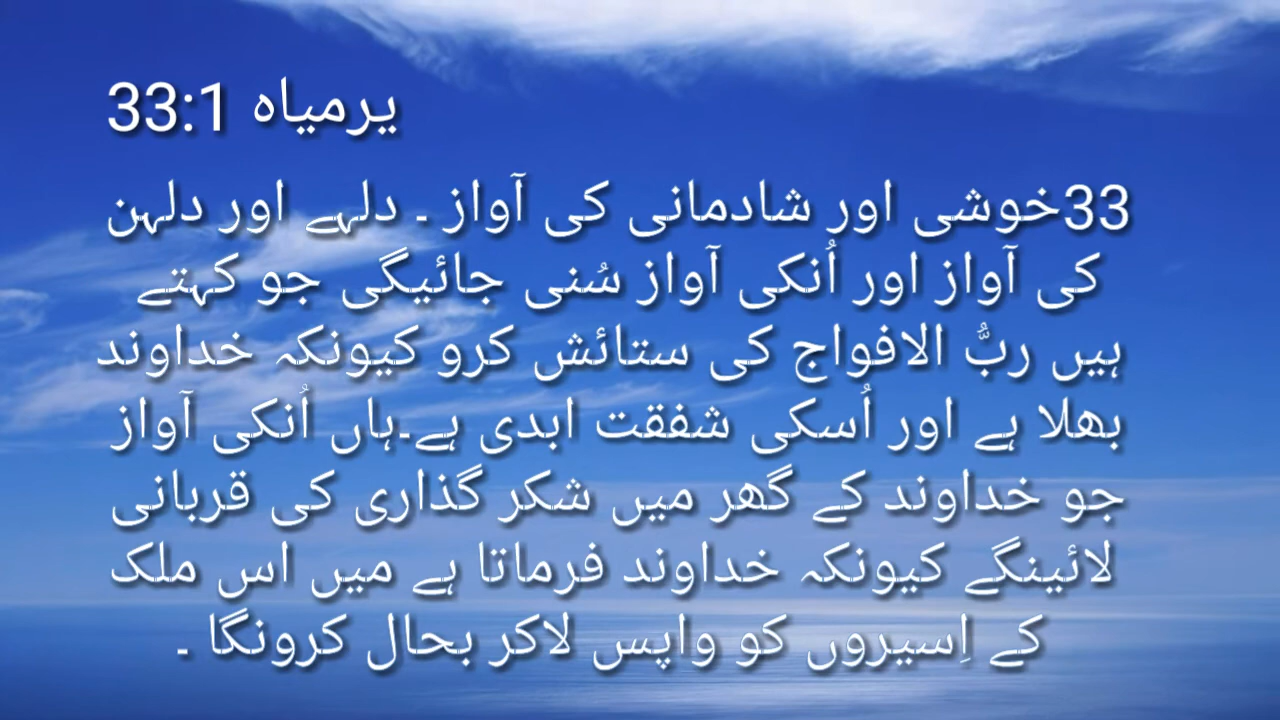 یرمیاہ 33:1
33خوشی اور شادمانی کی آواز ۔ دلہے اور دلہن
کی آواز اور اُنکی آواز سُنی جائیگی جو کہتے
ہیں ربُّ الافواج کی ستائش کرو کیونکہ خداوند
بھلا ہے اور اُسکی شفقت ابدی ہے۔ہاں اُنکی آواز
جو خداوند کے گھر میں شکر گذاری کی قربانی
لائینگے کیونکہ خداوند فرماتا ہے میں اس ملک
کے اِسیروں کو واپس لاکر بحال کرونگا ۔